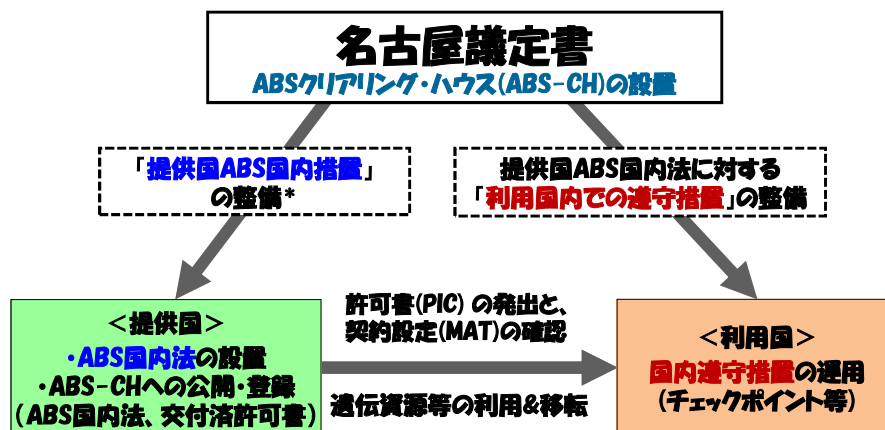 名古屋議定書
ABSクリアリング・ハウス(ABS-CH)の設置
「提供国ABS国内措置」
の整備*
提供国ABS国内法に対する
「利用国内での遵守措置」の整備
＜提供国＞
・ABS国内法の設置
・ABS-CHへの公開・登録
(ABS国内法、交付済許可書)
許可書(PIC) の発出と、
契約設定(MAT)の確認
遺伝資源等の利用&移転
＜利用国＞
国内遵守措置の運用
(チェックポイント等)